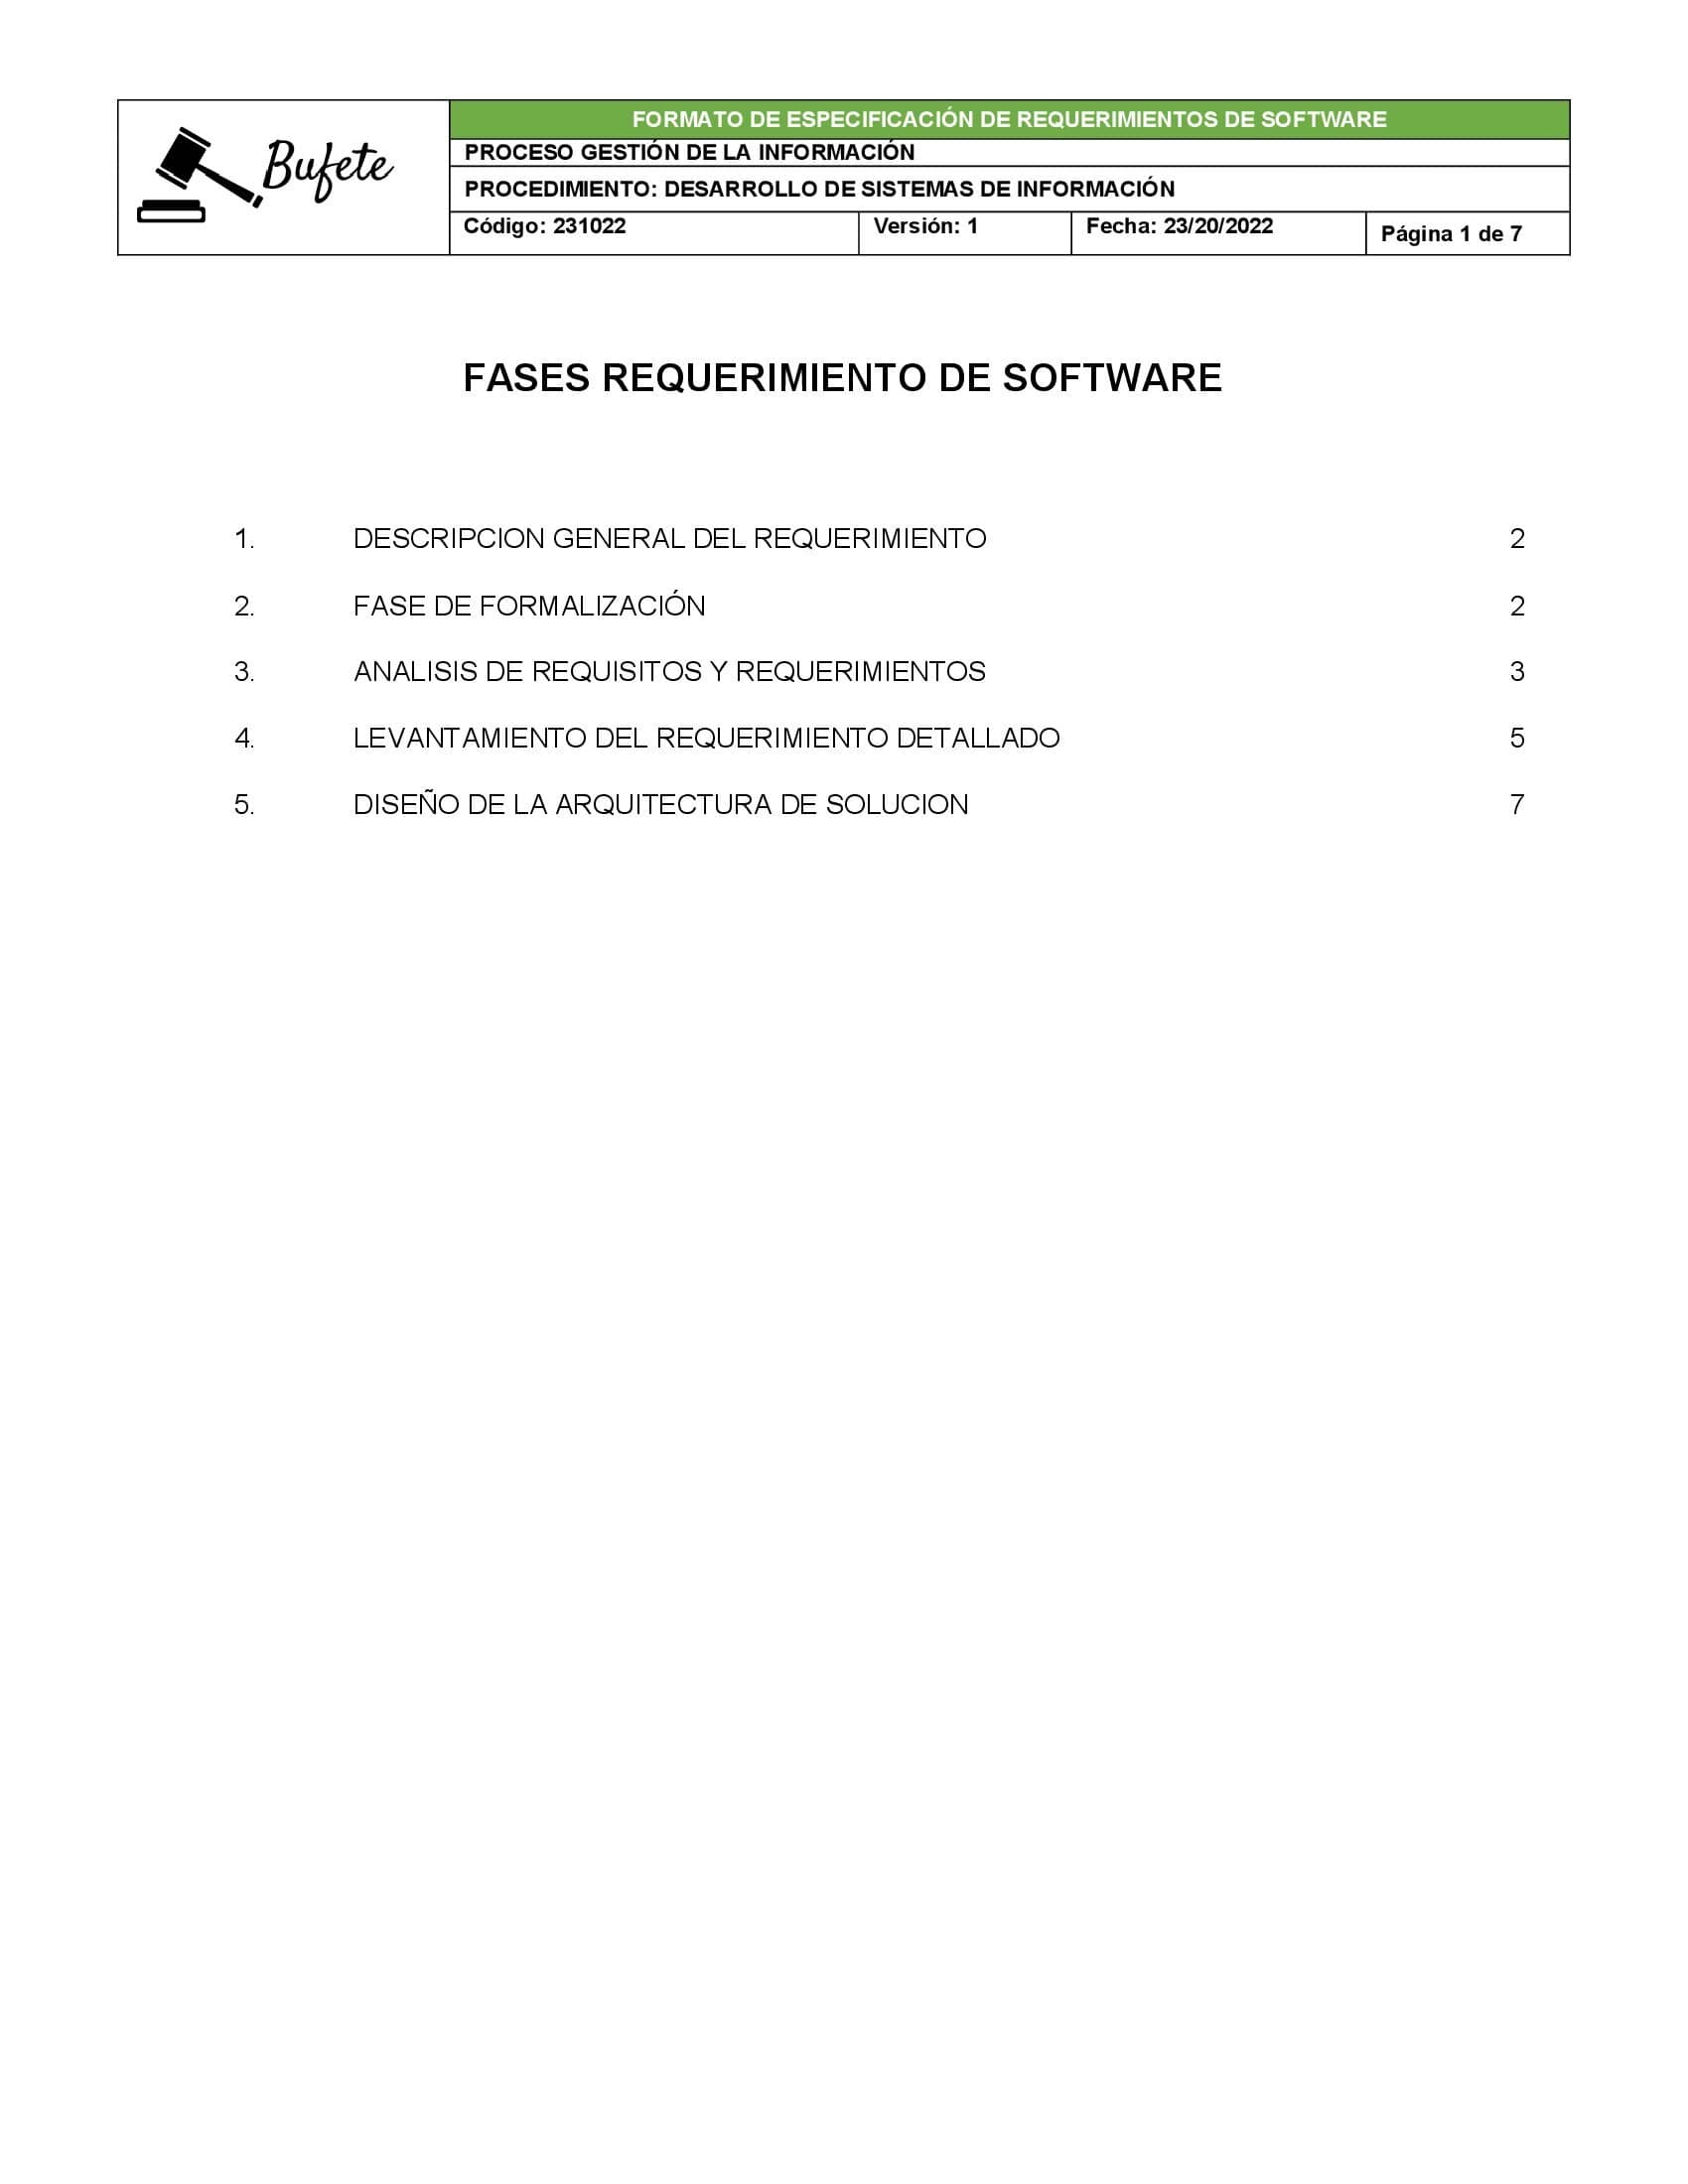 Bufete
FORMATO DE ESPECIFICACIÓN DE REQUERIMIENTOS DE SOFTWARE
PROCESO GESTIÓN DE LA INFORMACIÓN
PROCEDIMIENTO: DESARROLLO DE SISTEMAS DE INFORMACIÓN
Código: 231022 Versión: 1 Fecha: 23/20/2022 Página 1 de 7
FASES REQUERIMIENTO DE SOFTWARE
1. DESCRIPCION GENERAL DEL REQUERIMIENTO 2
2. FASE DE FORMALIZACIÓN 2
3. ANALISIS DE REQUISITOS Y REQUERIMIENTOS 3
4. LEVANTAMIENTO DEL REQUERIMIENTO DETALLADO 5
5. DISEÑO DE LA ARQUITECTURA DE SOLUCION 7